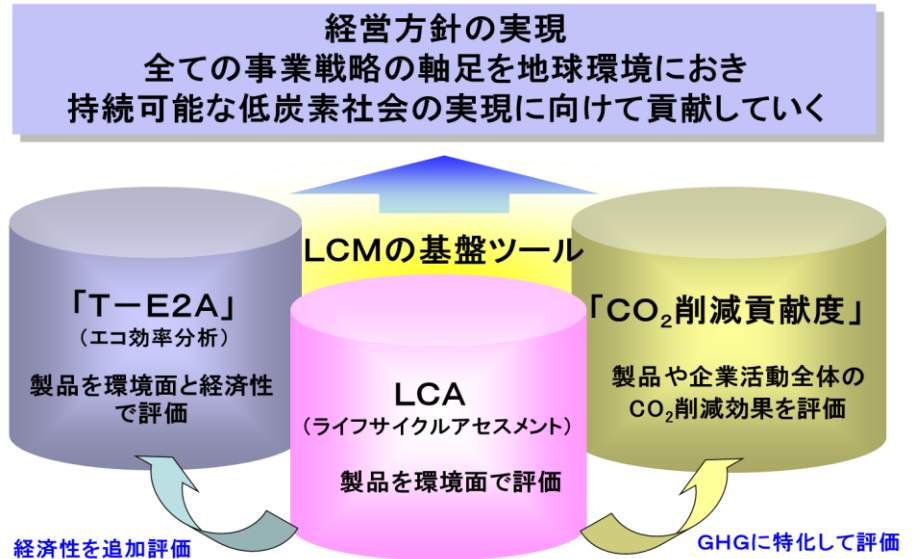 経営方針の実現
全ての事業戦略の軸足を地球環境におき
持続可能な低炭素社会の実現に向けて貢献していく
LCMの基盤ツール
「T－E2A」
(エコ効率分析)
製品を環境面と経済性
で評価
LCA
(ライフサイクルアセスメント)
製品を環境面で評価
「CO₂削減貢献度」
製品や企業活動全体の
CO₂削減効果を評価
経済性を追加評価
GHGに特化して評価